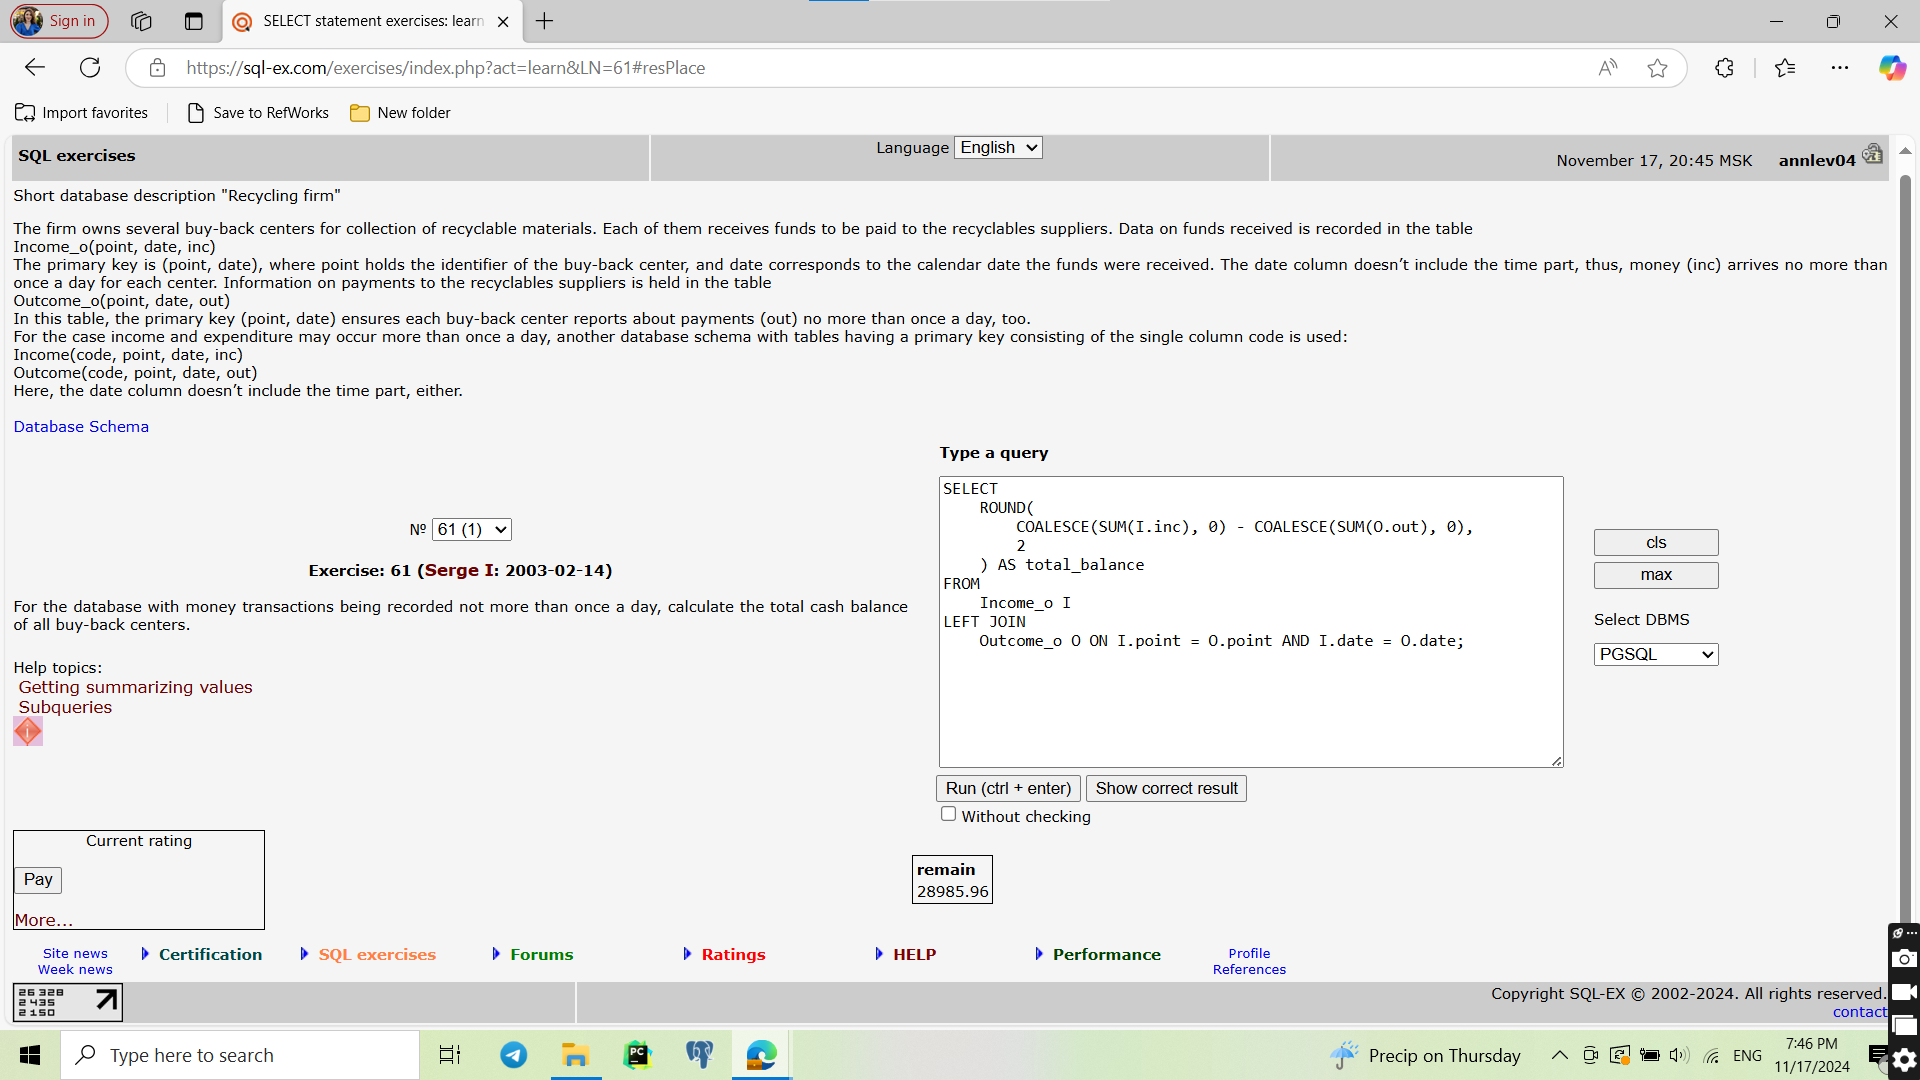 Sign in
SELECT statement exercises: learn
https://sql-ex.com/exercises/index.php?act=learn&LN=61#resPlace
Import favorites
Save to RefWorks
New folder
SQL exercises
Language English
November 17, 20:45 MSK annlev04
Short database description "Recycling firm"
The firm owns several buy-back centers for collection of recyclable materials. Each of them receives funds to be paid to the recyclables suppliers. Data on funds received is recorded in the table
Income_o(point, date, inc)
The primary key is (point, date), where point holds the identifier of the buy-back center, and date corresponds to the calendar date the funds were received. The date column doesn’t include the time part, thus, money (inc) arrives no more than
once a day for each center. Information on payments to the recyclables suppliers is held in the table
Outcome_o(point, date, out)
In this table, the primary key (point, date) ensures each buy-back center reports about payments (out) no more than once a day, too.
For the case income and expenditure may occur more than once a day, another database schema with tables having a primary key consisting of the single column code is used:
Income(code, point, date, inc)
Outcome(code, point, date, out)
Here, the date column doesn’t include the time part, either.
Database Schema
Nº 61 (1)
Exercise: 61 (Serge I: 2003-02-14)
For the database with money transactions being recorded not more than once a day, calculate the total cash balance
of all buy-back centers.
Help topics:
Getting summarizing values
Subqueries
Type a query
SELECT
ROUND(
COALESCE(SUM(I.inc), 0) - COALESCE(SUM(O.out), 0),
2
) AS total_balance
FROM
Income_o I
LEFT JOIN
Outcome_o O ON I.point = O.point AND I.date = O.date;
cls
max
Select DBMS
PGSQL
Run (ctrl + enter)
Show correct result
Without checking
Current rating
Pay
More...
remain
28985.96
Site news
Week news
Certification
SQL exercises
Forums
Ratings
HELP
Performance
Profile
References
26 328
2 435
2 150
Copyright SQL-EX © 2002-2024. All rights reserved.
contact
Type here to search
PC
Precip on Thursday
ENG
7:46 PM
11/17/2024